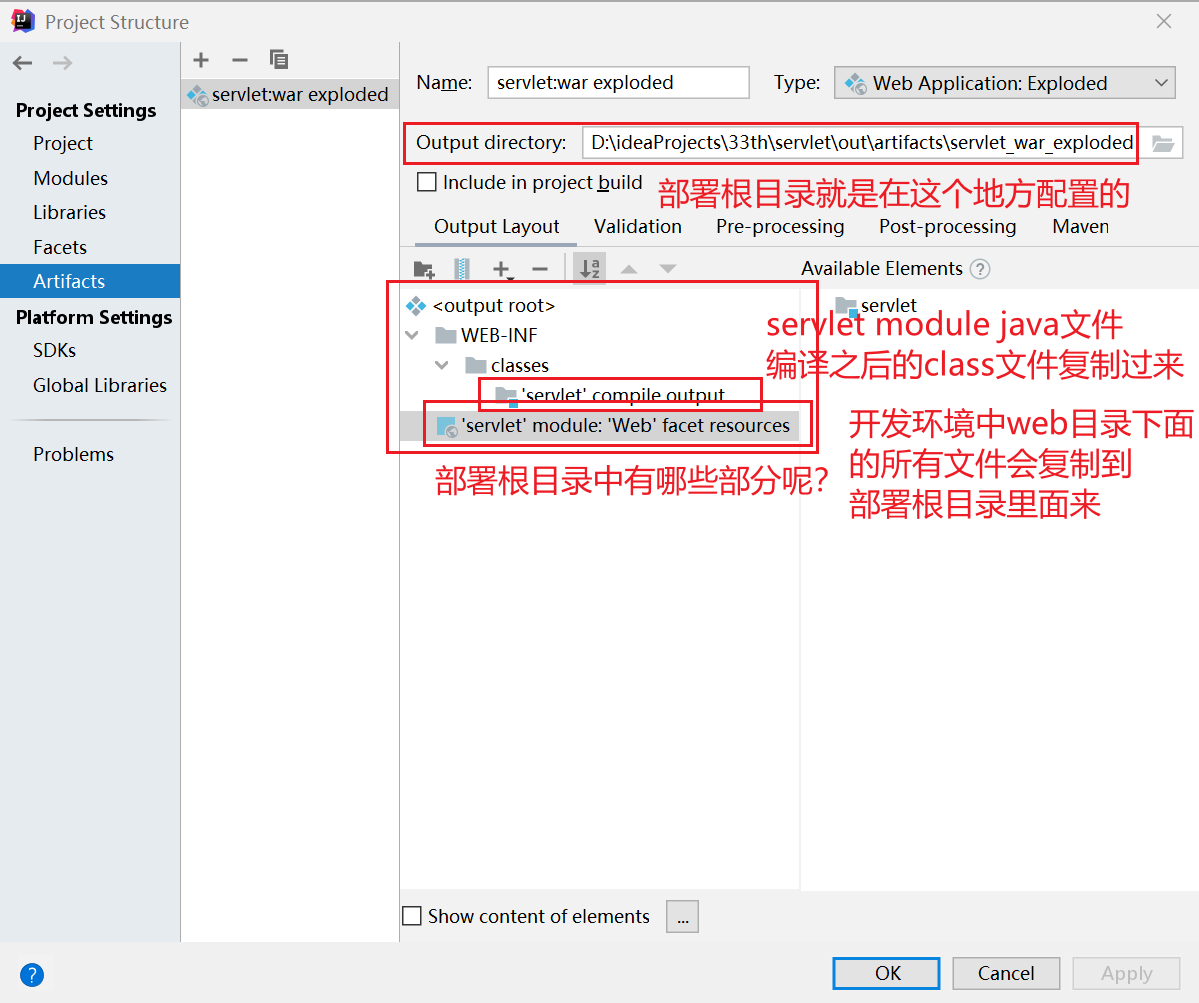 Project Structure
Project Settings
Project
Modules
Libraries
Facets
Artifacts
Platform Settings
SDKs
Global Libraries
Problems
servlet:war exploded
Name: servlet:war exploded Type: Web Application: Exploded
Output directory: D:\ideaProjects\33th\servlet\out\artifacts\servlet_war_exploded
Include in project build
部署根目录就是在这个地方配置的
Output Layout Validation Pre-processing Post-processing Maven
Available Elements ?
<output root>
WEB-INF
classes
'servlet' compile output
'servlet' module: 'Web' facet resources
servlet
servlet module java文件
编译之后的class文件复制过来
开发环境中web目录下面
的所有文件会复制到
部署根目录里面来
部署根目录中有哪些部分呢?
Show content of elements ...
? OK Cancel Apply